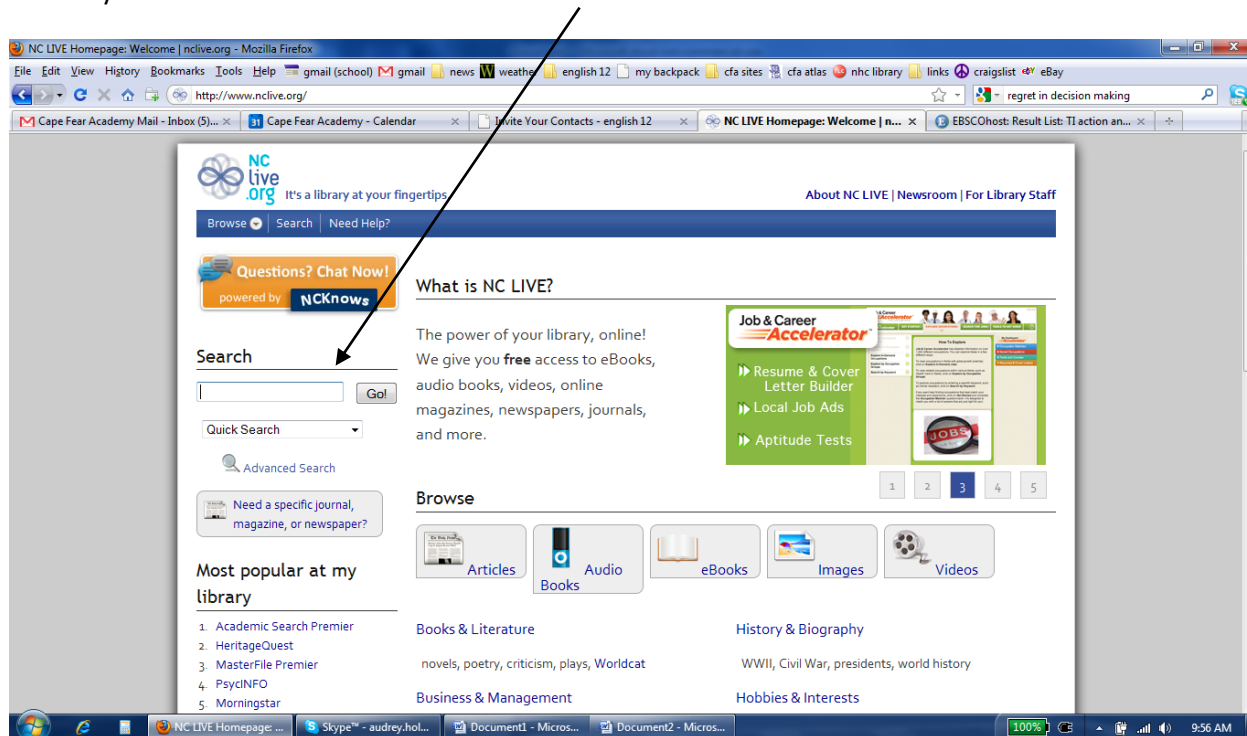 NC LIVE Homepage: Welcome | nclive.org - Mozilla Firefox
File Edit View History Bookmarks Tools Help gmail (school) gmail news weather english 12 my backpack cfa sites cfa atlas nhc library links craigslist eBay
http://www.nclive.org/ regret in decision making
Cape Fear Academy Mail - Inbox (5)... × 31 Cape Fear Academy - Calendar × Invite Your Contacts - english 12 × NC LIVE Homepage: Welcome | n... × EBSCOhost: Result List: TI action an... ×
NC
live
.org It's a library at your fingertips
About NC LIVE | Newsroom | For Library Staff
Browse Search Need Help?
Questions? Chat Now!
powered by NCKnows
What is NC LIVE?
The power of your library, online!
We give you free access to eBooks,
audio books, videos, online
magazines, newspapers, journals,
and more.
Job & Career
Accelerator
Resume & Cover
Letter Builder
Local Job Ads
Aptitude Tests
How To Explore
JOBS
1 2 3 4 5
Search
Go!
Quick Search
Advanced Search
Need a specific journal,
magazine, or newspaper?
Browse
Articles
Audio
Books
eBooks
Images
Videos
Most popular at my
library
1. Academic Search Premier
2. HeritageQuest
3. MasterFile Premier
4. PsycINFO
5. Morningstar
Books & Literature
novels, poetry, criticism, plays, Worldcat
Business & Management
History & Biography
WWII, Civil War, presidents, world history
Hobbies & Interests
NC LIVE Homepage: ... Skype™ - audrey.hol... Document1 - Micros... Document2 - Micros... 100% 9:56 AM